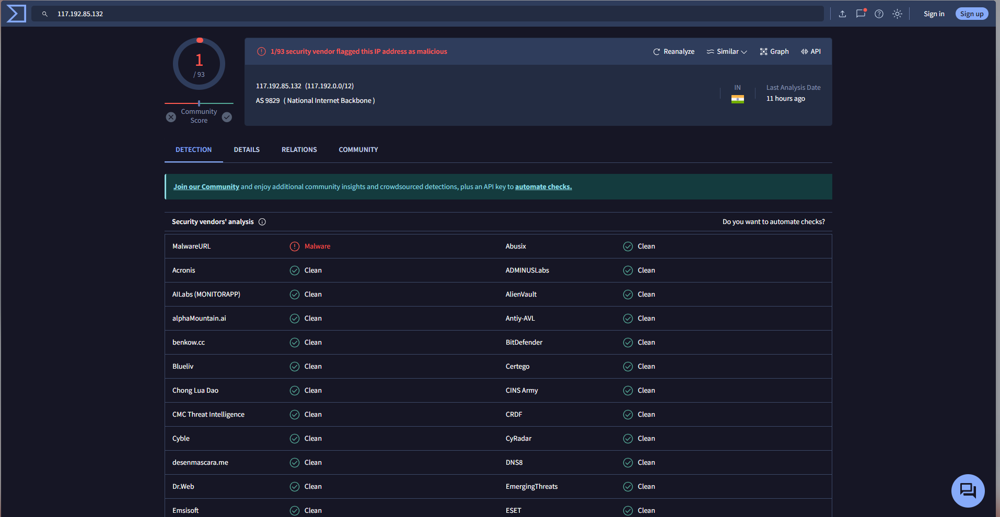 117.192.85.132
Sign in
Sign up
1
/ 93
Community
Score
1/93 security vendor flagged this IP address as malicious
Reanalyze
Similar
Graph
API
117.192.85.132 (117.192.0.0/12)
AS 9829 ( National Internet Backbone )
IN
Last Analysis Date
11 hours ago
DETECTION
DETAILS
RELATIONS
COMMUNITY
Join our Community and enjoy additional community insights and crowdsourced detections, plus an API key to automate checks.
Security vendors' analysis
Do you want to automate checks?
MalwareURL Malware Abusix Clean
Acronis Clean ADMINUSLabs Clean
AILabs (MONITORAPP) Clean AlienVault Clean
alphaMountain.ai Clean Antiy-AVL Clean
benkow.cc Clean BitDefender Clean
Blueliv Clean Certego Clean
Chong Lua Dao Clean CINS Army Clean
CMC Threat Intelligence Clean CRDF Clean
Cyble Clean CyRadar Clean
desenmascara.me Clean DNS8 Clean
Dr.Web Clean EmergingThreats Clean
Emsisoft Clean ESET Clean